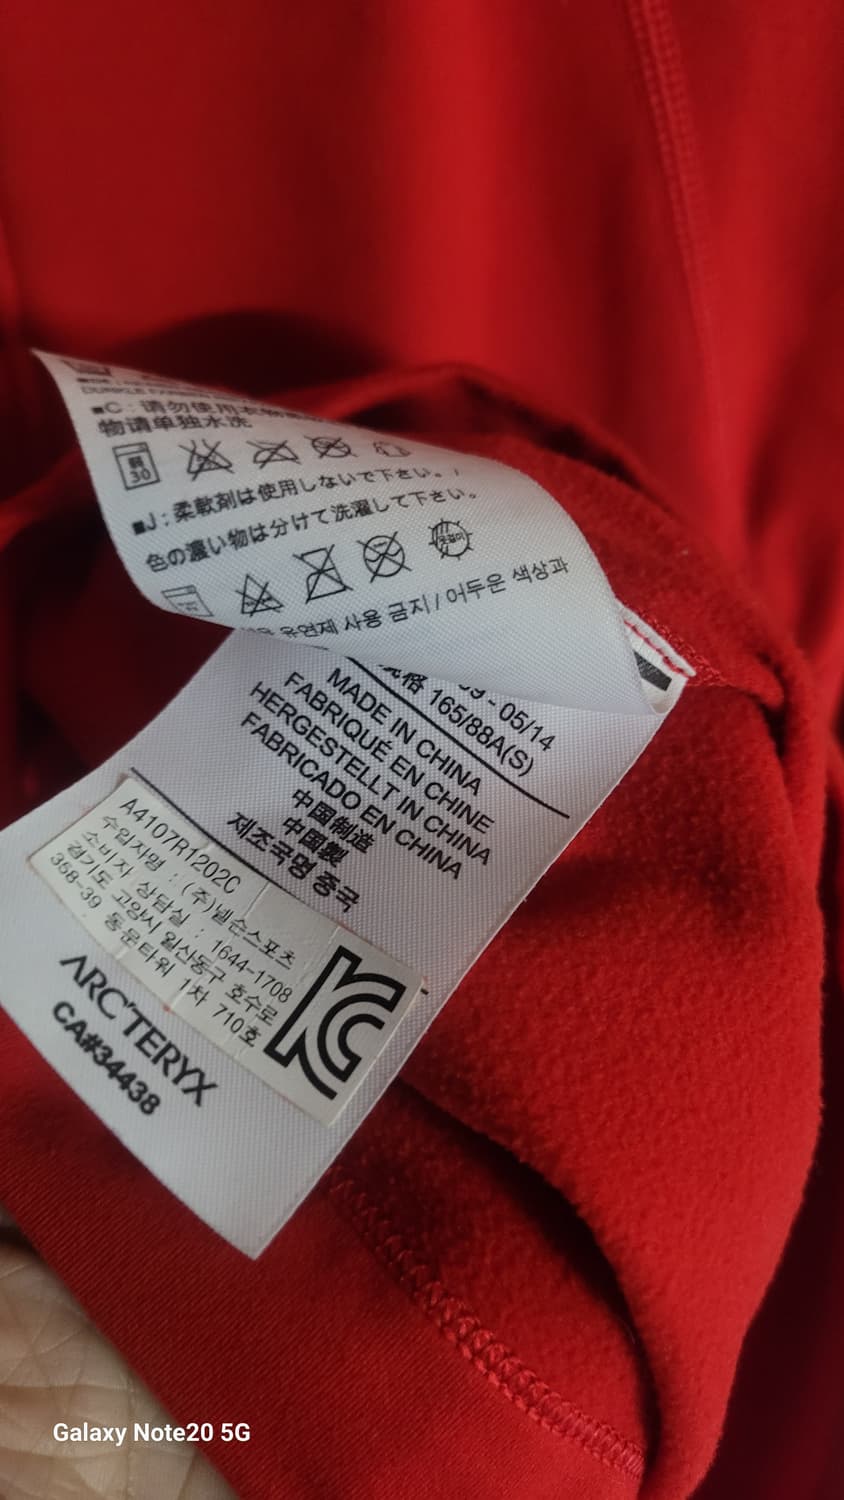 ■C : 请勿使用衣物
物请单独水洗
30
■J : 柔軟剤は使用しないで下さい。/
色の濃い物は分けて洗濯して下さい。
유연제 사용 금지 / 어두운 색상과
- 05/14
格 165/88A(S)
MADE IN CHINA
FABRIQUÉ EN CHINE
HERGESTELLT IN CHINA
FABRICADO EN CHINA
中国制造
中国製
제조국명 중국
A4107R1202C
수입자명 : (주)넬슨스포츠
소비자 상담실 : 1644-1708
경기도 고양시 일산동구 호수로
358-39 동문타워 1차 710호
ARC'TERYX
CA#34438
Galaxy Note20 5G